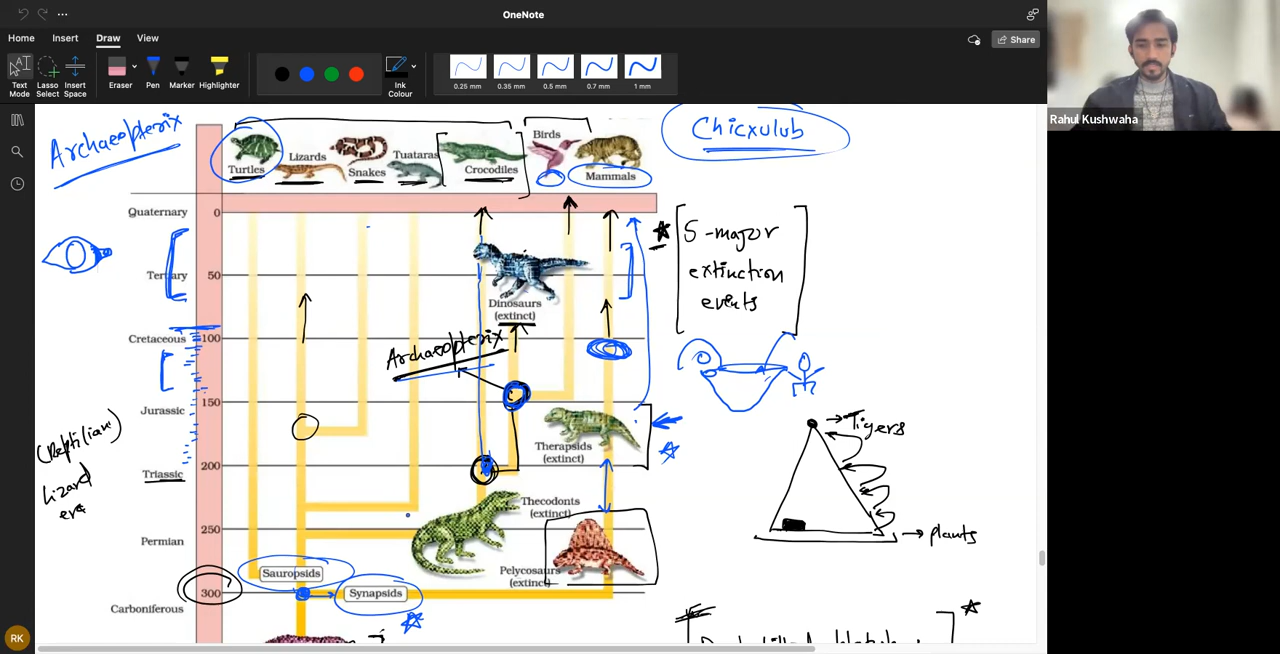 OneNote
Home Insert Draw View
Share
Text Mode
Lasso Select
Insert Space
Eraser
Pen
Marker
Highlighter
Ink Colour
0.25 mm
0.35 mm
0.5 mm
0.7 mm
1 mm
Rahul Kushwaha
Archaeopterix
Chicxulub
Turtles
Lizards
Snakes
Tuataras
Crocodiles
Birds
Mammals
Quaternary 0
Tertiary 50
Cretaceous 100
Jurassic 150
Triassic 200
Permian 250
Carboniferous 300
Dinosaurs
(extinct)
Archaeopterix
Therapsids
(extinct)
Thecodonts
(extinct)
Pelycosaurs
(extinct)
Sauropsids
Synapsids
5-major
extinction
events
Tigers
plants
(Reptilian)
lizard
era
RK